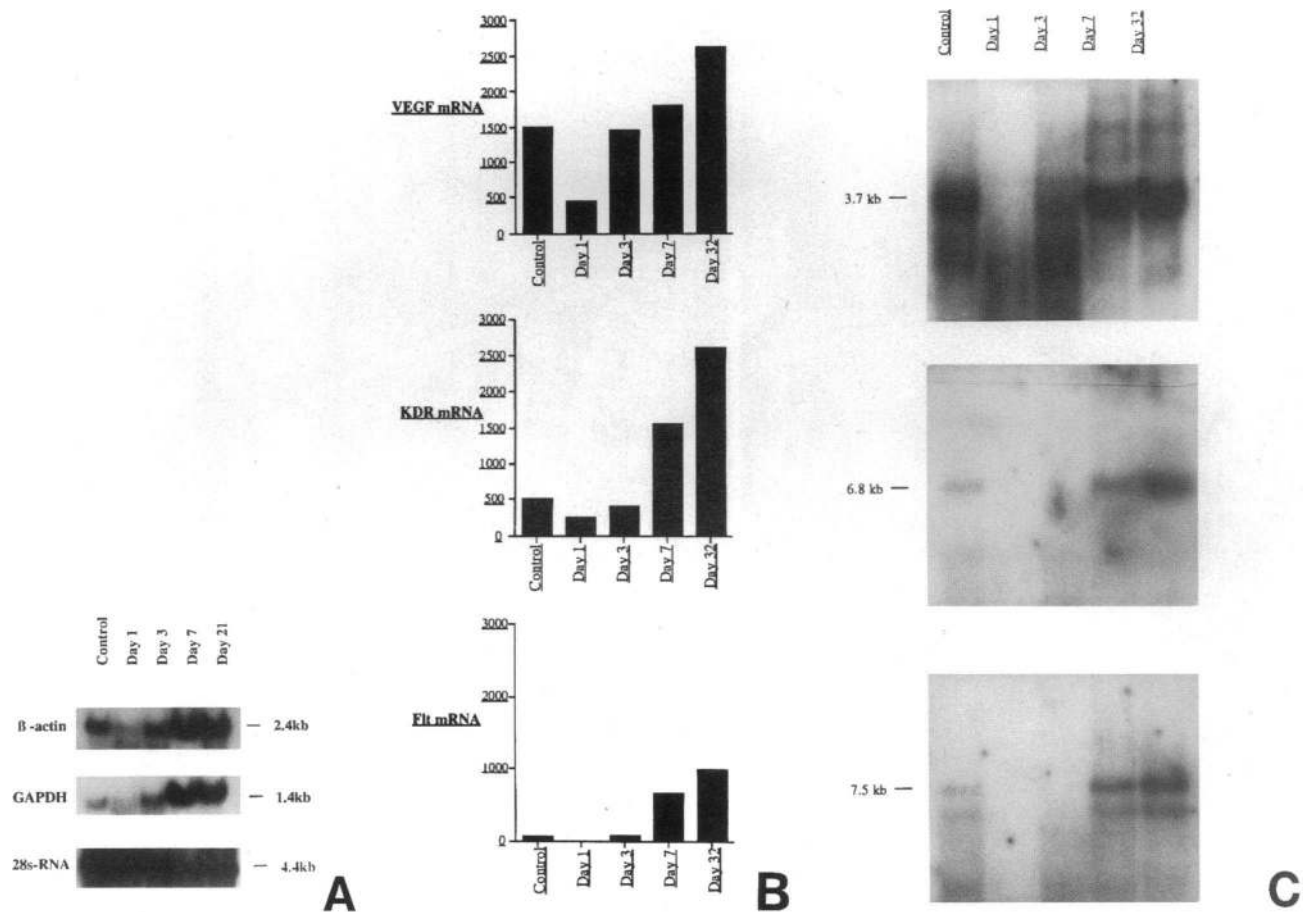 Control
Day 1
Day 3
Day 7
Day 21
ß -actin
2.4kb
GAPDH
1.4kb
28s-RNA
4.4kb
A
VEGF mRNA
3000
2500
2000
1500
1000
500
0
Control
Day 1
Day 3
Day 7
Day 32
KDR mRNA
3000
2500
2000
1500
1000
500
0
Control
Day 1
Day 3
Day 7
Day 32
Flt mRNA
3000
2000
1000
0
Control
Day 1
Day 3
Day 7
Day 32
B
Control
Day 1
Day 3
Day 7
Day 32
3.7 kb
6.8 kb
7.5 kb
C